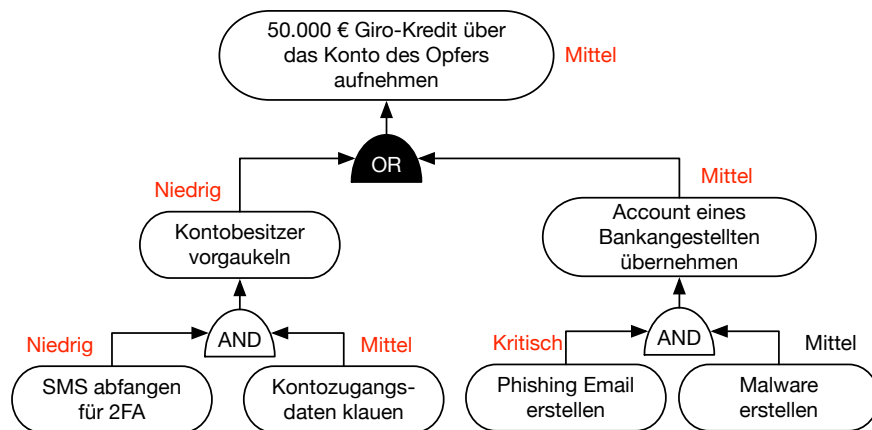 50.000 € Giro-Kredit über
das Konto des Opfers
aufnehmen
Mittel
OR
Niedrig
Mittel
Kontobesitzer
vorgaukeln
Account eines
Bankangestellten
übernehmen
AND
AND
Niedrig
Mittel
Kritisch
Mittel
SMS abfangen
für 2FA
Kontozugangs-
daten klauen
Phishing Email
erstellen
Malware
erstellen